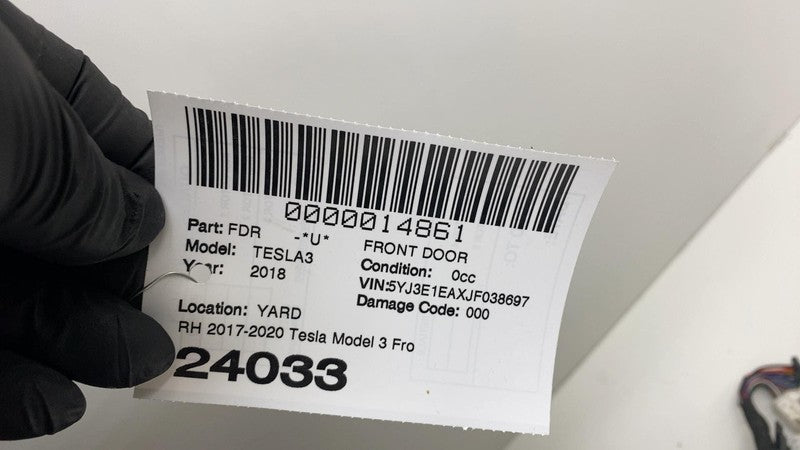 0000014861
Part: FDR -*U* FRONT DOOR
Model: TESLA3 Condition: 0cc
Year: 2018 VIN:5YJ3E1EAXJF038697
Damage Code: 000
Location: YARD
RH 2017-2020 Tesla Model 3 Fro
24033